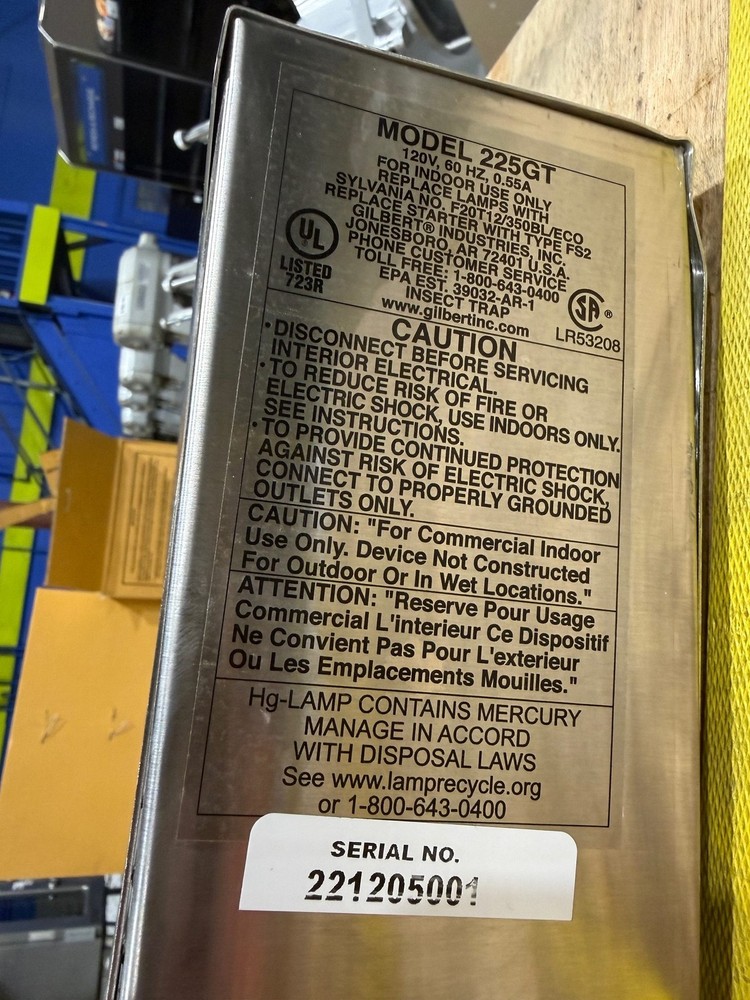 MODEL 225GT
120V, 60 HZ, 0.55A
FOR INDOOR USE ONLY
REPLACE LAMPS WITH
SYLVANIA NO. F20T12/350BL/ECO
REPLACE STARTER WITH TYPE FS2
GILBERT® INDUSTRIES, INC.
JONESBORO, AR 72401 U.S.A.
PHONE CUSTOMER SERVICE
TOLL FREE: 1-800-643-0400
EPA EST. 39032-AR-1
INSECT TRAP
www.gilbertinc.com
UL
LISTED
723R
SA ®
LR53208
CAUTION
• DISCONNECT BEFORE SERVICING
INTERIOR ELECTRICAL.
• TO REDUCE RISK OF FIRE OR
ELECTRIC SHOCK, USE INDOORS ONLY.
SEE INSTRUCTIONS.
• TO PROVIDE CONTINUED PROTECTION
AGAINST RISK OF ELECTRIC SHOCK,
CONNECT TO PROPERLY GROUNDED
OUTLETS ONLY.
CAUTION: "For Commercial Indoor
Use Only. Device Not Constructed
For Outdoor Or In Wet Locations."
ATTENTION: "Reserve Pour Usage
Commercial L'interieur Ce Dispositif
Ne Convient Pas Pour L'exterieur
Ou Les Emplacements Mouilles."
Hg-LAMP CONTAINS MERCURY
MANAGE IN ACCORD
WITH DISPOSAL LAWS
See www.lamprecycle.org
or 1-800-643-0400
SERIAL NO.
221205001